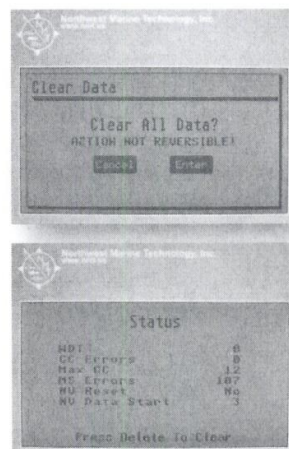 Northwest Marine Technology, Inc.
Clear Data
Clear All Data?
ACTION NOT REVERSIBLE!
Cancel Enter
Northwest Marine Technology, Inc.
Status
WDT 0
CC Errors 0
Max CC 12
MS Errors 107
NV Reset No
NV Data Start 3
Press Delete To Clear